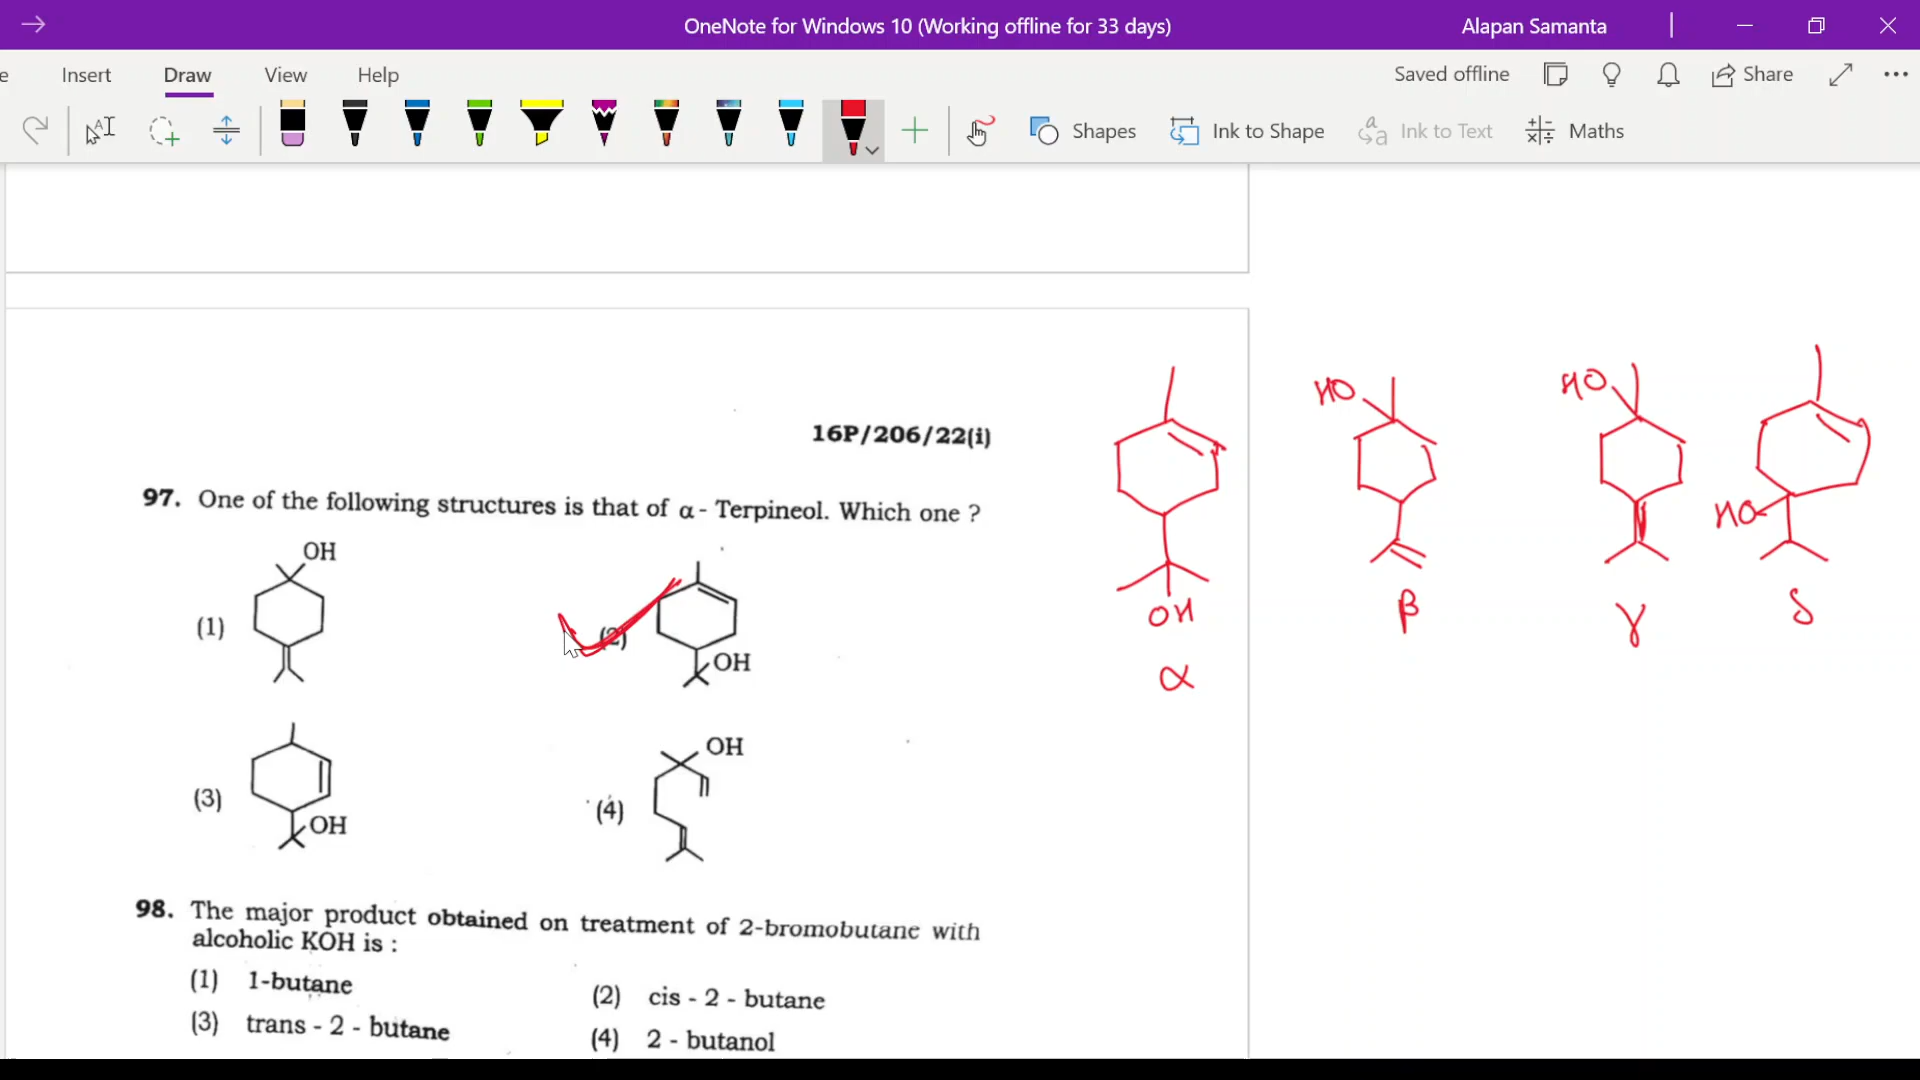 OneNote for Windows 10 (Working offline for 33 days)
Alapan Samanta
e Insert Draw View Help
Saved offline
Share
Shapes
Ink to Shape
Ink to Text
Maths
16P/206/22(i)
97. One of the following structures is that of α - Terpineol. Which one ?
(1) OH
(2) OH
(3) OH
(4) OH
98. The major product obtained on treatment of 2-bromobutane with
alcoholic KOH is :
(1) 1-butane
(2) cis - 2 - butane
(3) trans - 2 - butane
(4) 2 - butanol
OH
α
HO
β
HO
γ
HO
δ